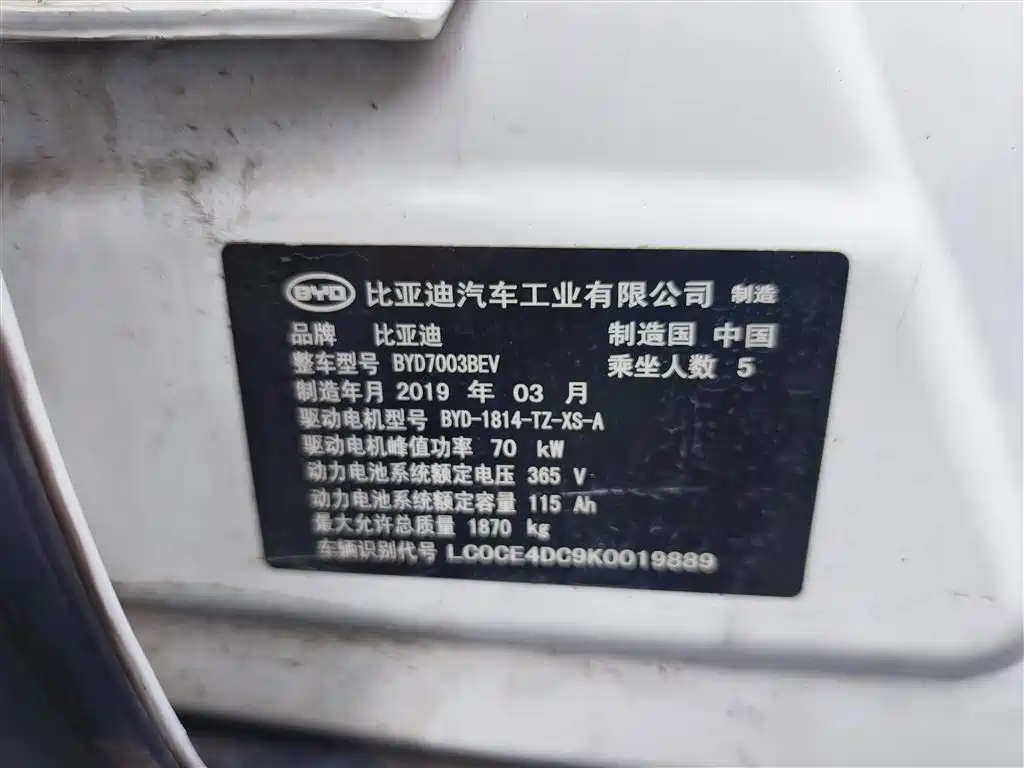 BYD 比亚迪汽车工业有限公司 制造
品牌 比亚迪 制造国 中国
整车型号 BYD7003BEV 乘坐人数 5
制造年月 2019 年 03 月
驱动电机型号 BYD-1814-TZ-XS-A
驱动电机峰值功率 70 kW
动力电池系统额定电压 365 V
动力电池系统额定容量 115 Ah
最大允许总质量 1870 kg
车辆识别代号 LC0CE4DC9K0019889